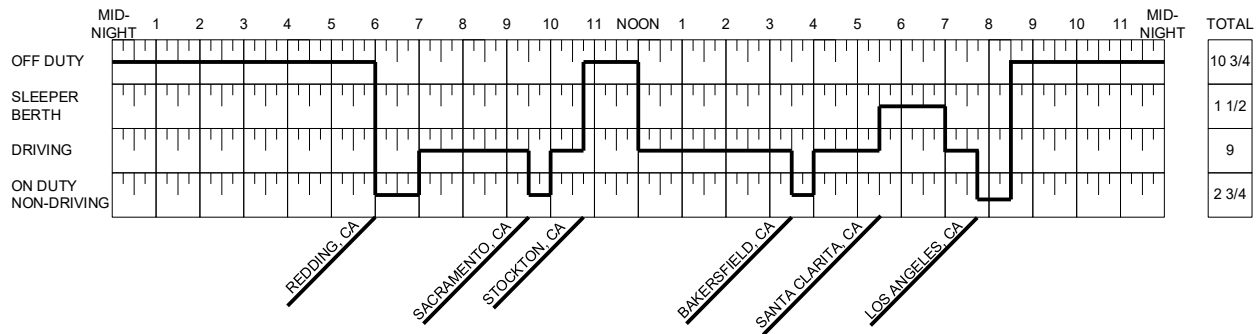 MID-
NIGHT 1 2 3 4 5 6 7 8 9 10 11 NOON 1 2 3 4 5 6 7 8 9 10 11 MID-
NIGHT TOTAL
OFF DUTY 10 3/4
SLEEPER
BERTH 1 1/2
DRIVING 9
ON DUTY
NON-DRIVING 2 3/4
REDDING, CA
SACRAMENTO, CA
STOCKTON, CA
BAKERSFIELD, CA
SANTA CLARITA, CA
LOS ANGELES, CA